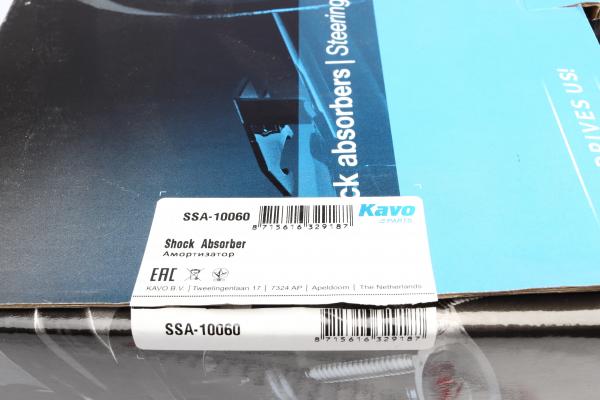 ck absorbers | Steering
DRIVES US!
SSA-10060
8 715616 329187
Kavo
PARTS
Shock Absorber
Амортизатор
EAC
KAVO B.V. | Tweelingenlaan 17 | 7324 AP | Apeldoorn | The Netherlands
SSA-10060
8 715616 329187